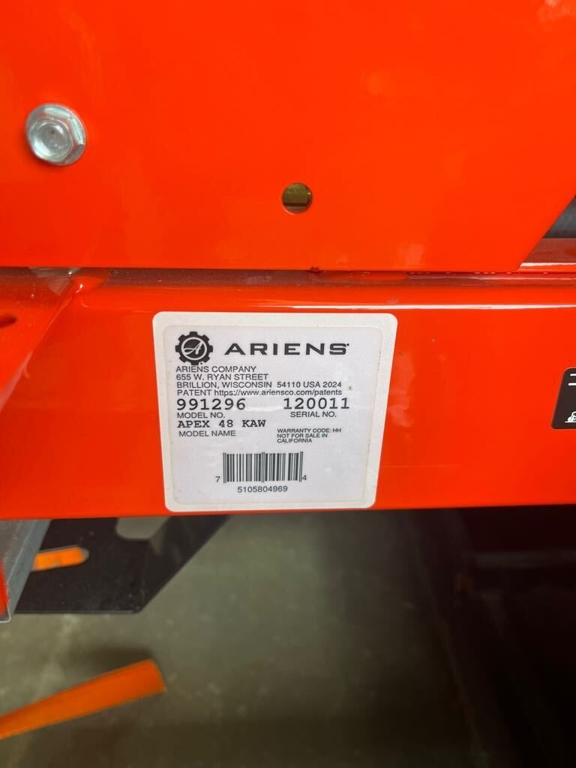 ARIENS
ARIENS COMPANY
655 W. RYAN STREET
BRILLION, WISCONSIN 54110 USA 2024
PATENT https://www.ariensco.com/patents
991296 120011
MODEL NO. SERIAL NO.
APEX 48 KAW
MODEL NAME
WARRANTY CODE: HH
NOT FOR SALE IN
CALIFORNIA
7 4
5105804969